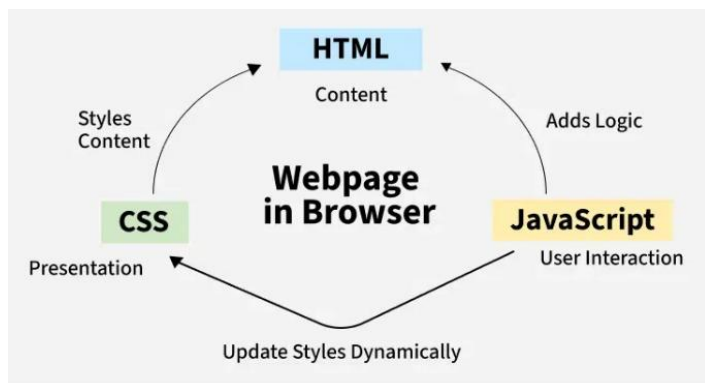 HTML
Content
Styles
Content
Adds Logic
Webpage
in Browser
CSS
JavaScript
Presentation
User Interaction
Update Styles Dynamically